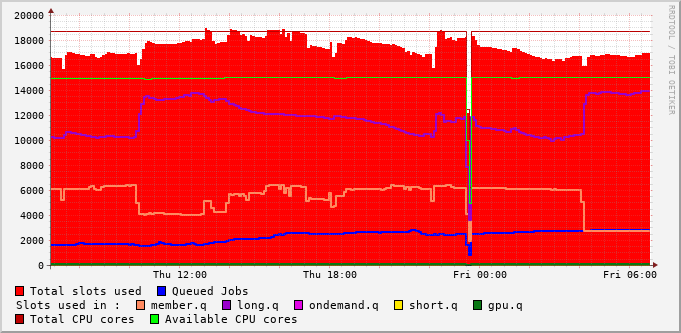 20000
18000
16000
14000
12000
10000
8000
6000
4000
2000
0
Thu 12:00 Thu 18:00 Fri 00:00 Fri 06:00
RRDTOOL / TOBI OETIKER
Total slots used Queued Jobs
Slots used in : member.q long.q ondemand.q short.q gpu.q
Total CPU cores Available CPU cores